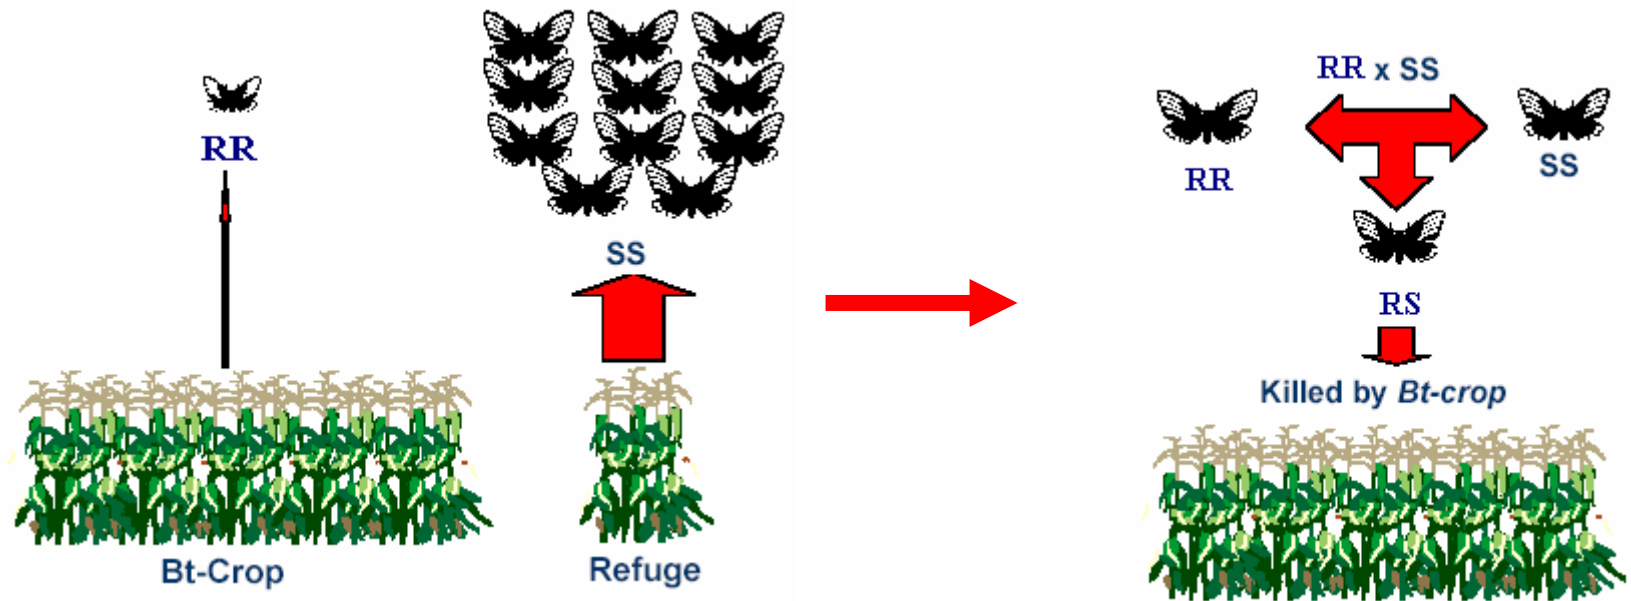 RR
SS
Bt-Crop
Refuge
RR x SS
RR
SS
RS
Killed by Bt-crop